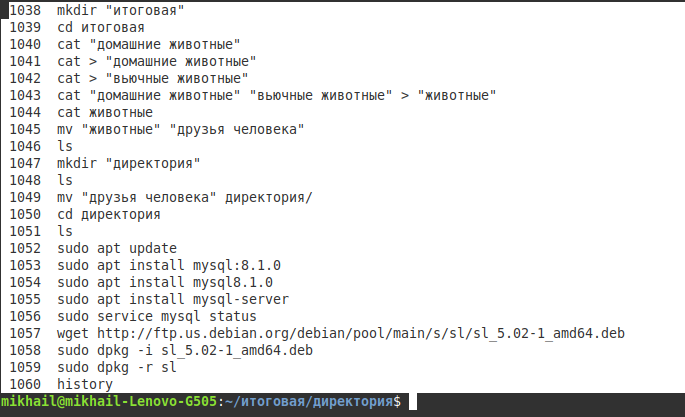 1038 mkdir "итоговая"
1039 cd итоговая
1040 cat "домашние животные"
1041 cat > "домашние животные"
1042 cat > "вьючные животные"
1043 cat "домашние животные" "вьючные животные" > "животные"
1044 cat животные
1045 mv "животные" "друзья человека"
1046 ls
1047 mkdir "директория"
1048 ls
1049 mv "друзья человека" директория/
1050 cd директория
1051 ls
1052 sudo apt update
1053 sudo apt install mysql:8.1.0
1054 sudo apt install mysql8.1.0
1055 sudo apt install mysql-server
1056 sudo service mysql status
1057 wget http://ftp.us.debian.org/debian/pool/main/s/sl/sl_5.02-1_amd64.deb
1058 sudo dpkg -i sl_5.02-1_amd64.deb
1059 sudo dpkg -r sl
1060 history
mikhail@mikhail-Lenovo-G505:~/итоговая/директория$